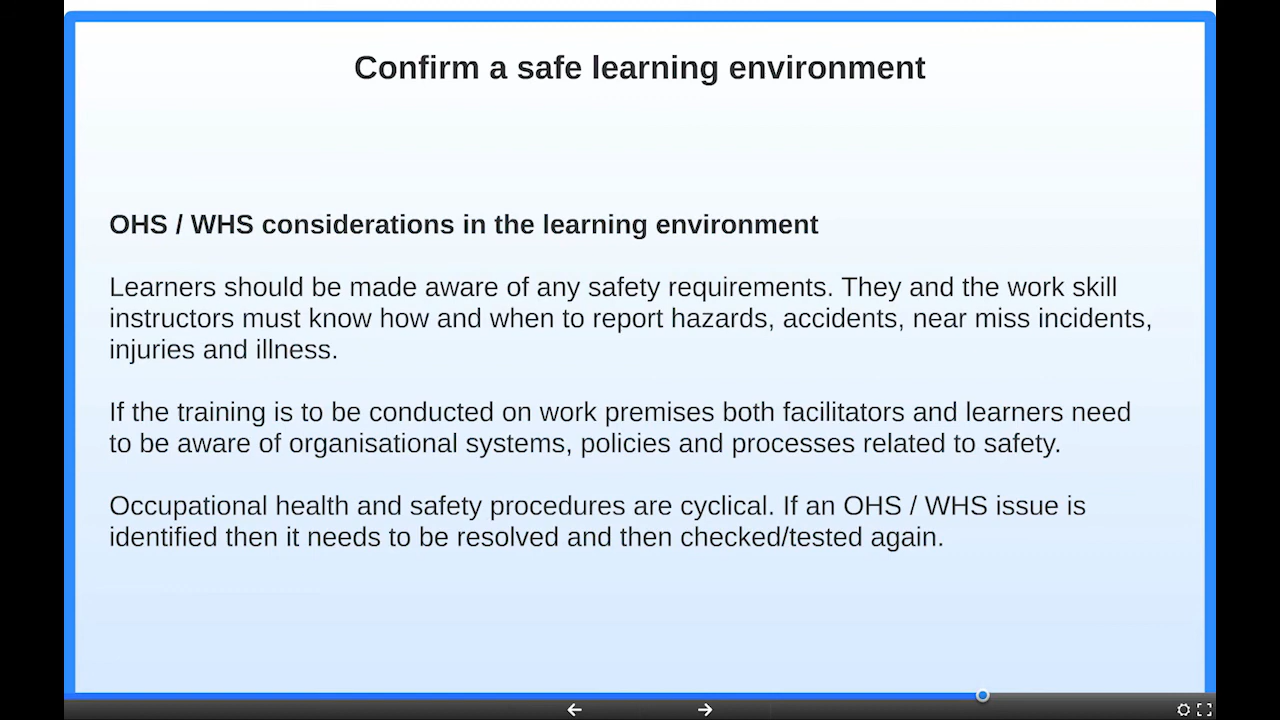 Confirm a safe learning environment
OHS / WHS considerations in the learning environment
Learners should be made aware of any safety requirements. They and the work skill
instructors must know how and when to report hazards, accidents, near miss incidents,
injuries and illness.
If the training is to be conducted on work premises both facilitators and learners need
to be aware of organisational systems, policies and processes related to safety.
Occupational health and safety procedures are cyclical. If an OHS / WHS issue is
identified then it needs to be resolved and then checked/tested again.